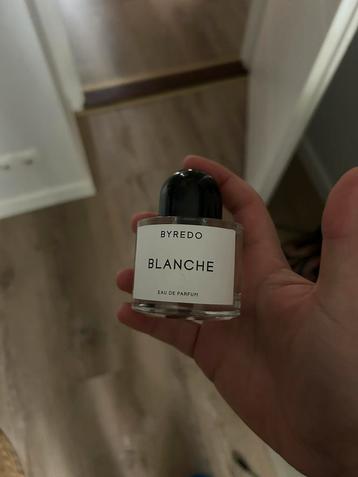 BYREDO
BLANCHE
EAU DE PARFUM